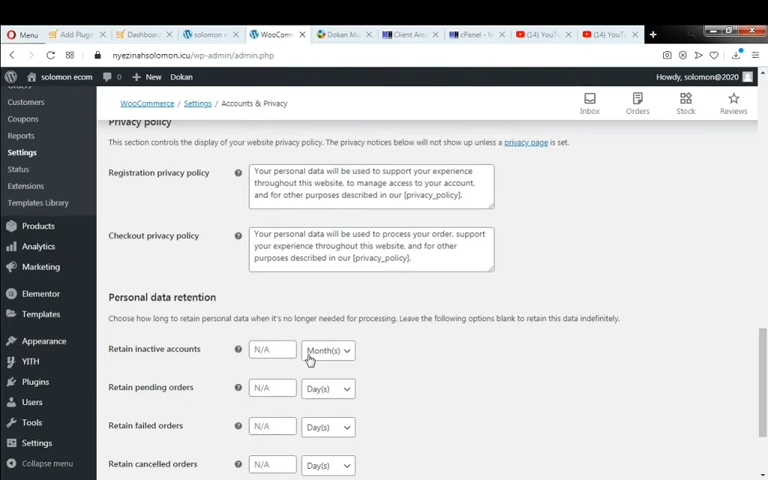 Menu
Add Plugin
Dashboard
solomon
WooComm
Dokan Mu
Client Area
cPanel - M
(14) YouT
(14) YouT
nyezinahsolomon.icu/wp-admin/admin.php
solomon ecom
0
+ New
Dokan
Howdy, solomon@2020
Orders
Customers
Coupons
Reports
Settings
Status
Extensions
Templates Library
Products
Analytics
Marketing
Elementor
Templates
Appearance
YITH
Plugins
Users
Tools
Settings
Collapse menu
WooCommerce / Settings / Accounts & Privacy
Inbox
Orders
Stock
Reviews
Privacy policy
This section controls the display of your website privacy policy. The privacy notices below will not show up unless a privacy page is set.
Registration privacy policy
Your personal data will be used to support your experience
throughout this website, to manage access to your account,
and for other purposes described in our [privacy_policy].
Checkout privacy policy
Your personal data will be used to process your order, support
your experience throughout this website, and for other
purposes described in our [privacy_policy].
Personal data retention
Choose how long to retain personal data when it's no longer needed for processing. Leave the following options blank to retain this data indefinitely.
Retain inactive accounts
N/A
Month(s)
Retain pending orders
N/A
Day(s)
Retain failed orders
N/A
Day(s)
Retain cancelled orders
N/A
Day(s)